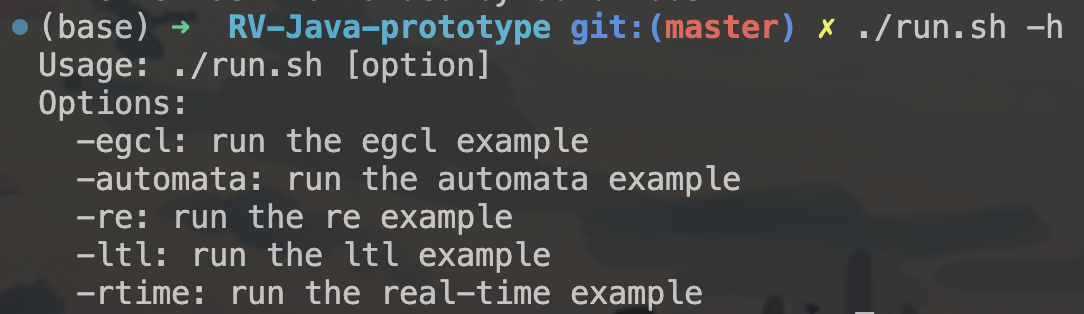 (base) ➜ RV-Java-prototype git:(master) ✗ ./run.sh -h
Usage: ./run.sh [option]
Options:
-egcl: run the egcl example
-automata: run the automata example
-re: run the re example
-ltl: run the ltl example
-rtime: run the real-time example